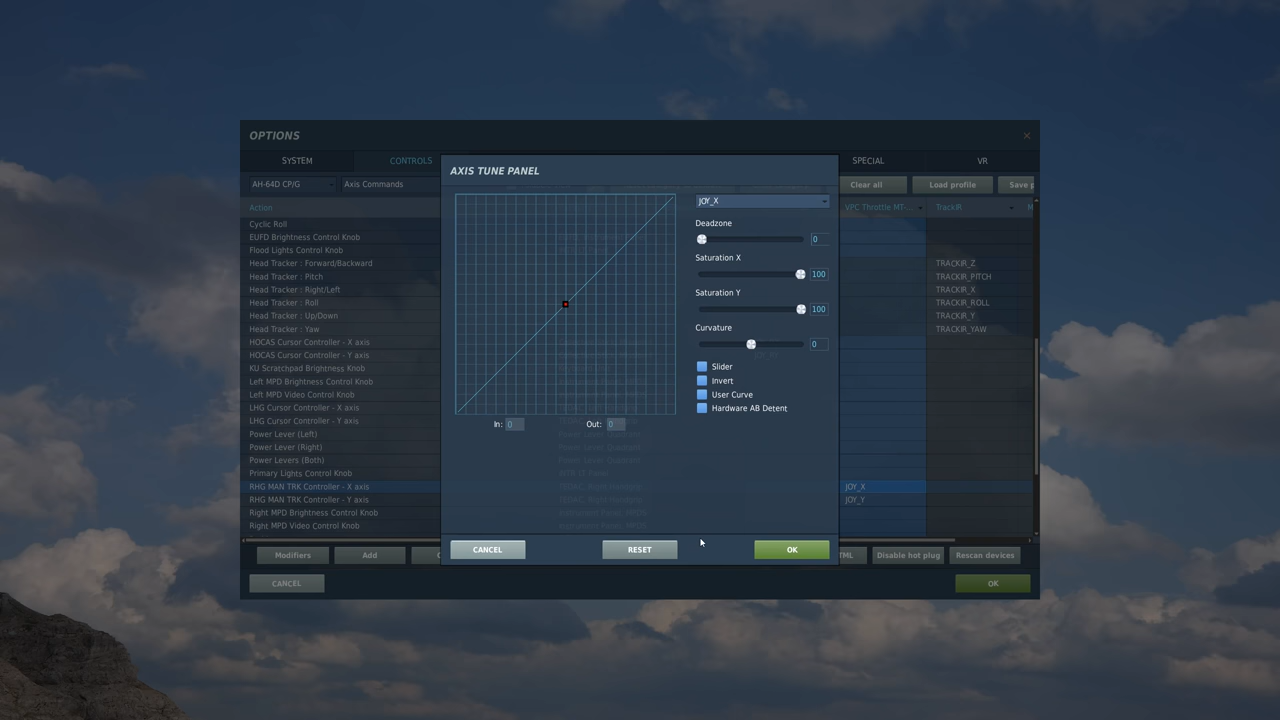 OPTIONS
SYSTEM
CONTROLS
SPECIAL
VR
AH-64D CP/G
Axis Commands
Clear all
Load profile
Save p
Action
VPC Throttle MT-...
TrackIR
M
Cyclic Roll
EUFD Brightness Control Knob
Flood Lights Control Knob
Head Tracker : Forward/Backward
TRACKIR_Z
Head Tracker : Pitch
TRACKIR_PITCH
Head Tracker : Right/Left
TRACKIR_X
Head Tracker : Roll
TRACKIR_ROLL
Head Tracker : Up/Down
TRACKIR_Y
Head Tracker : Yaw
TRACKIR_YAW
HOCAS Cursor Controller - X axis
HOCAS Cursor Controller - Y axis
KU Scratchpad Brightness Knob
Left MPD Brightness Control Knob
Left MPD Video Control Knob
LHG Cursor Controller - X axis
LHG Cursor Controller - Y axis
Power Lever (Left)
Power Lever (Right)
Power Levers (Both)
Primary Lights Control Knob
RHG MAN TRK Controller - X axis
JOY_X
RHG MAN TRK Controller - Y axis
JOY_Y
Right MPD Brightness Control Knob
Right MPD Video Control Knob
Modifiers
Add
TML
Disable hot plug
Rescan devices
CANCEL
OK
AXIS TUNE PANEL
JOY_X
Deadzone
0
Saturation X
100
Saturation Y
100
Curvature
0
Slider
Invert
User Curve
Hardware AB Detent
In: 0
Out: 0
CANCEL
RESET
OK